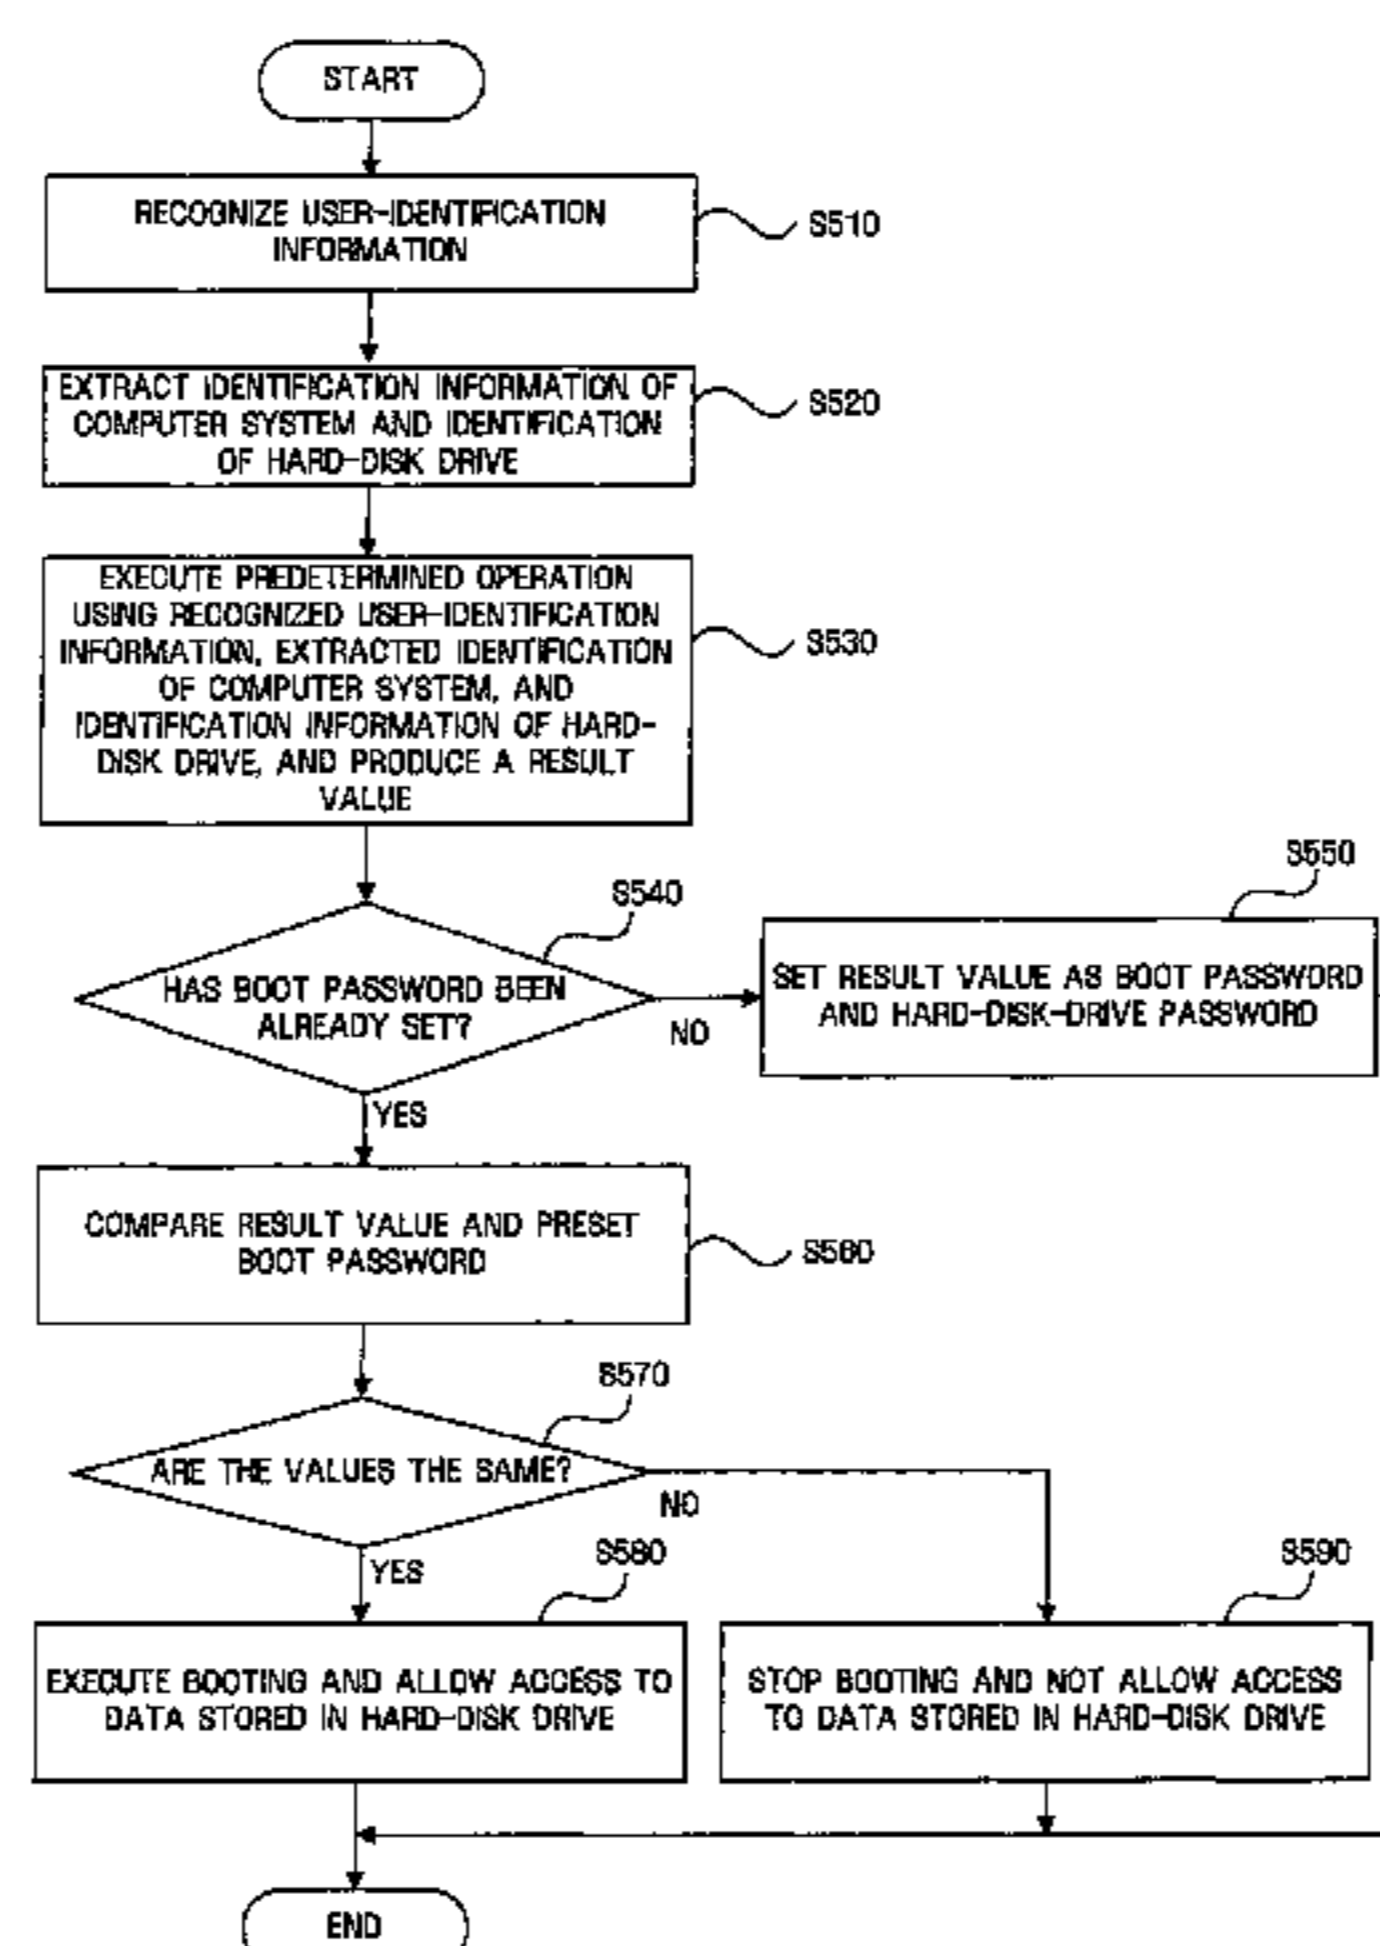 START
RECOGNIZE USER-IDENTIFICATION
INFORMATION
S510
EXTRACT IDENTIFICATION INFORMATION OF
COMPUTER SYSTEM AND IDENTIFICATION
OF HARD-DISK DRIVE
S520
EXECUTE PREDETERMINED OPERATION
USING RECOGNIZED USER-IDENTIFICATION
INFORMATION, EXTRACTED IDENTIFICATION
OF COMPUTER SYSTEM, AND
IDENTIFICATION INFORMATION OF HARD-
DISK DRIVE, AND PRODUCE A RESULT
VALUE
S530
S540
HAS BOOT PASSWORD BEEN
ALREADY SET?
NO
YES
S550
SET RESULT VALUE AS BOOT PASSWORD
AND HARD-DISK-DRIVE PASSWORD
COMPARE RESULT VALUE AND PRESET
BOOT PASSWORD
S560
S570
ARE THE VALUES THE SAME?
NO
YES
S580
EXECUTE BOOTING AND ALLOW ACCESS TO
DATA STORED IN HARD-DISK DRIVE
S590
STOP BOOTING AND NOT ALLOW ACCESS
TO DATA STORED IN HARD-DISK DRIVE
END